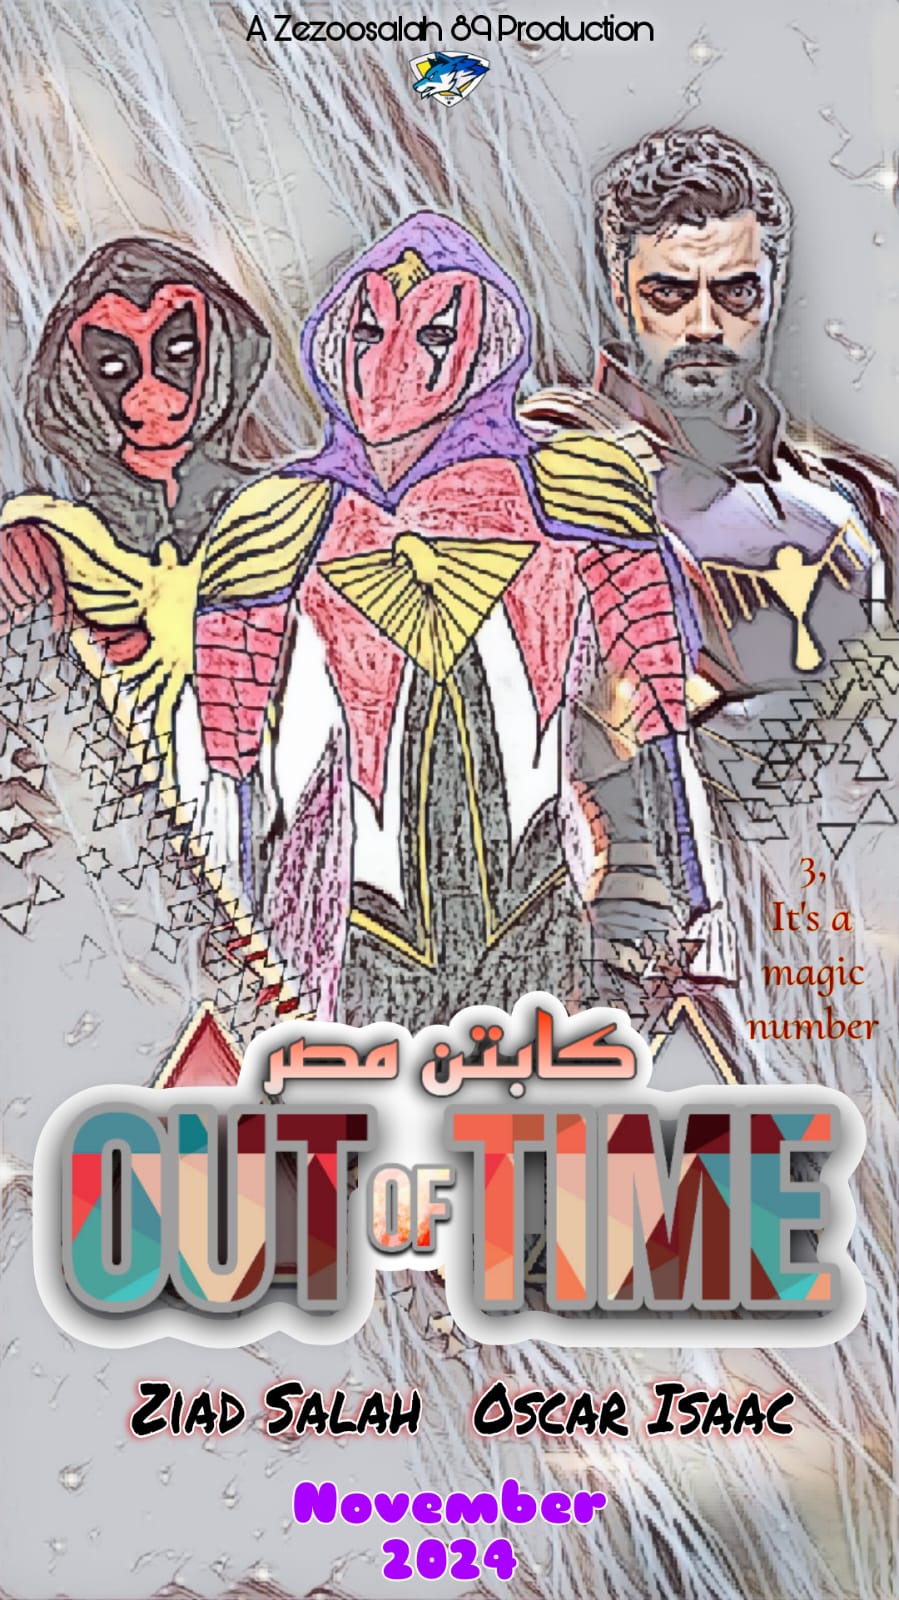 A Zezoosalah 89 Production
3,
It's a
magic
number
كابتن مصر
OUT OF TIME
Ziad Salah Oscar Isaac
November
2024